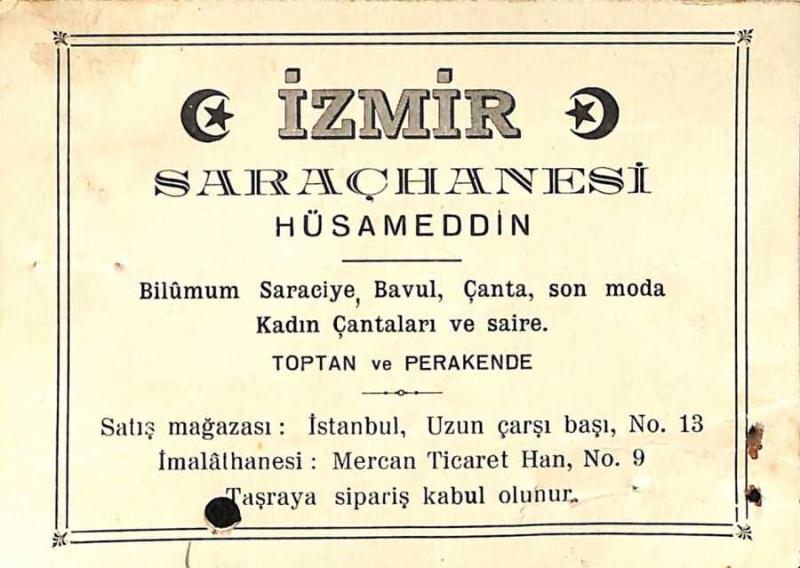 İZMİR
SARAÇHANESİ
HÜSAMEDDİN
Bilûmum Saraciye, Bavul, Çanta, son moda
Kadın Çantaları ve saire.
TOPTAN ve PERAKENDE
Satış mağazası : İstanbul, Uzun çarşı başı, No. 13
İmalâthanesi : Mercan Ticaret Han, No. 9
Taşraya sipariş kabul olunur.